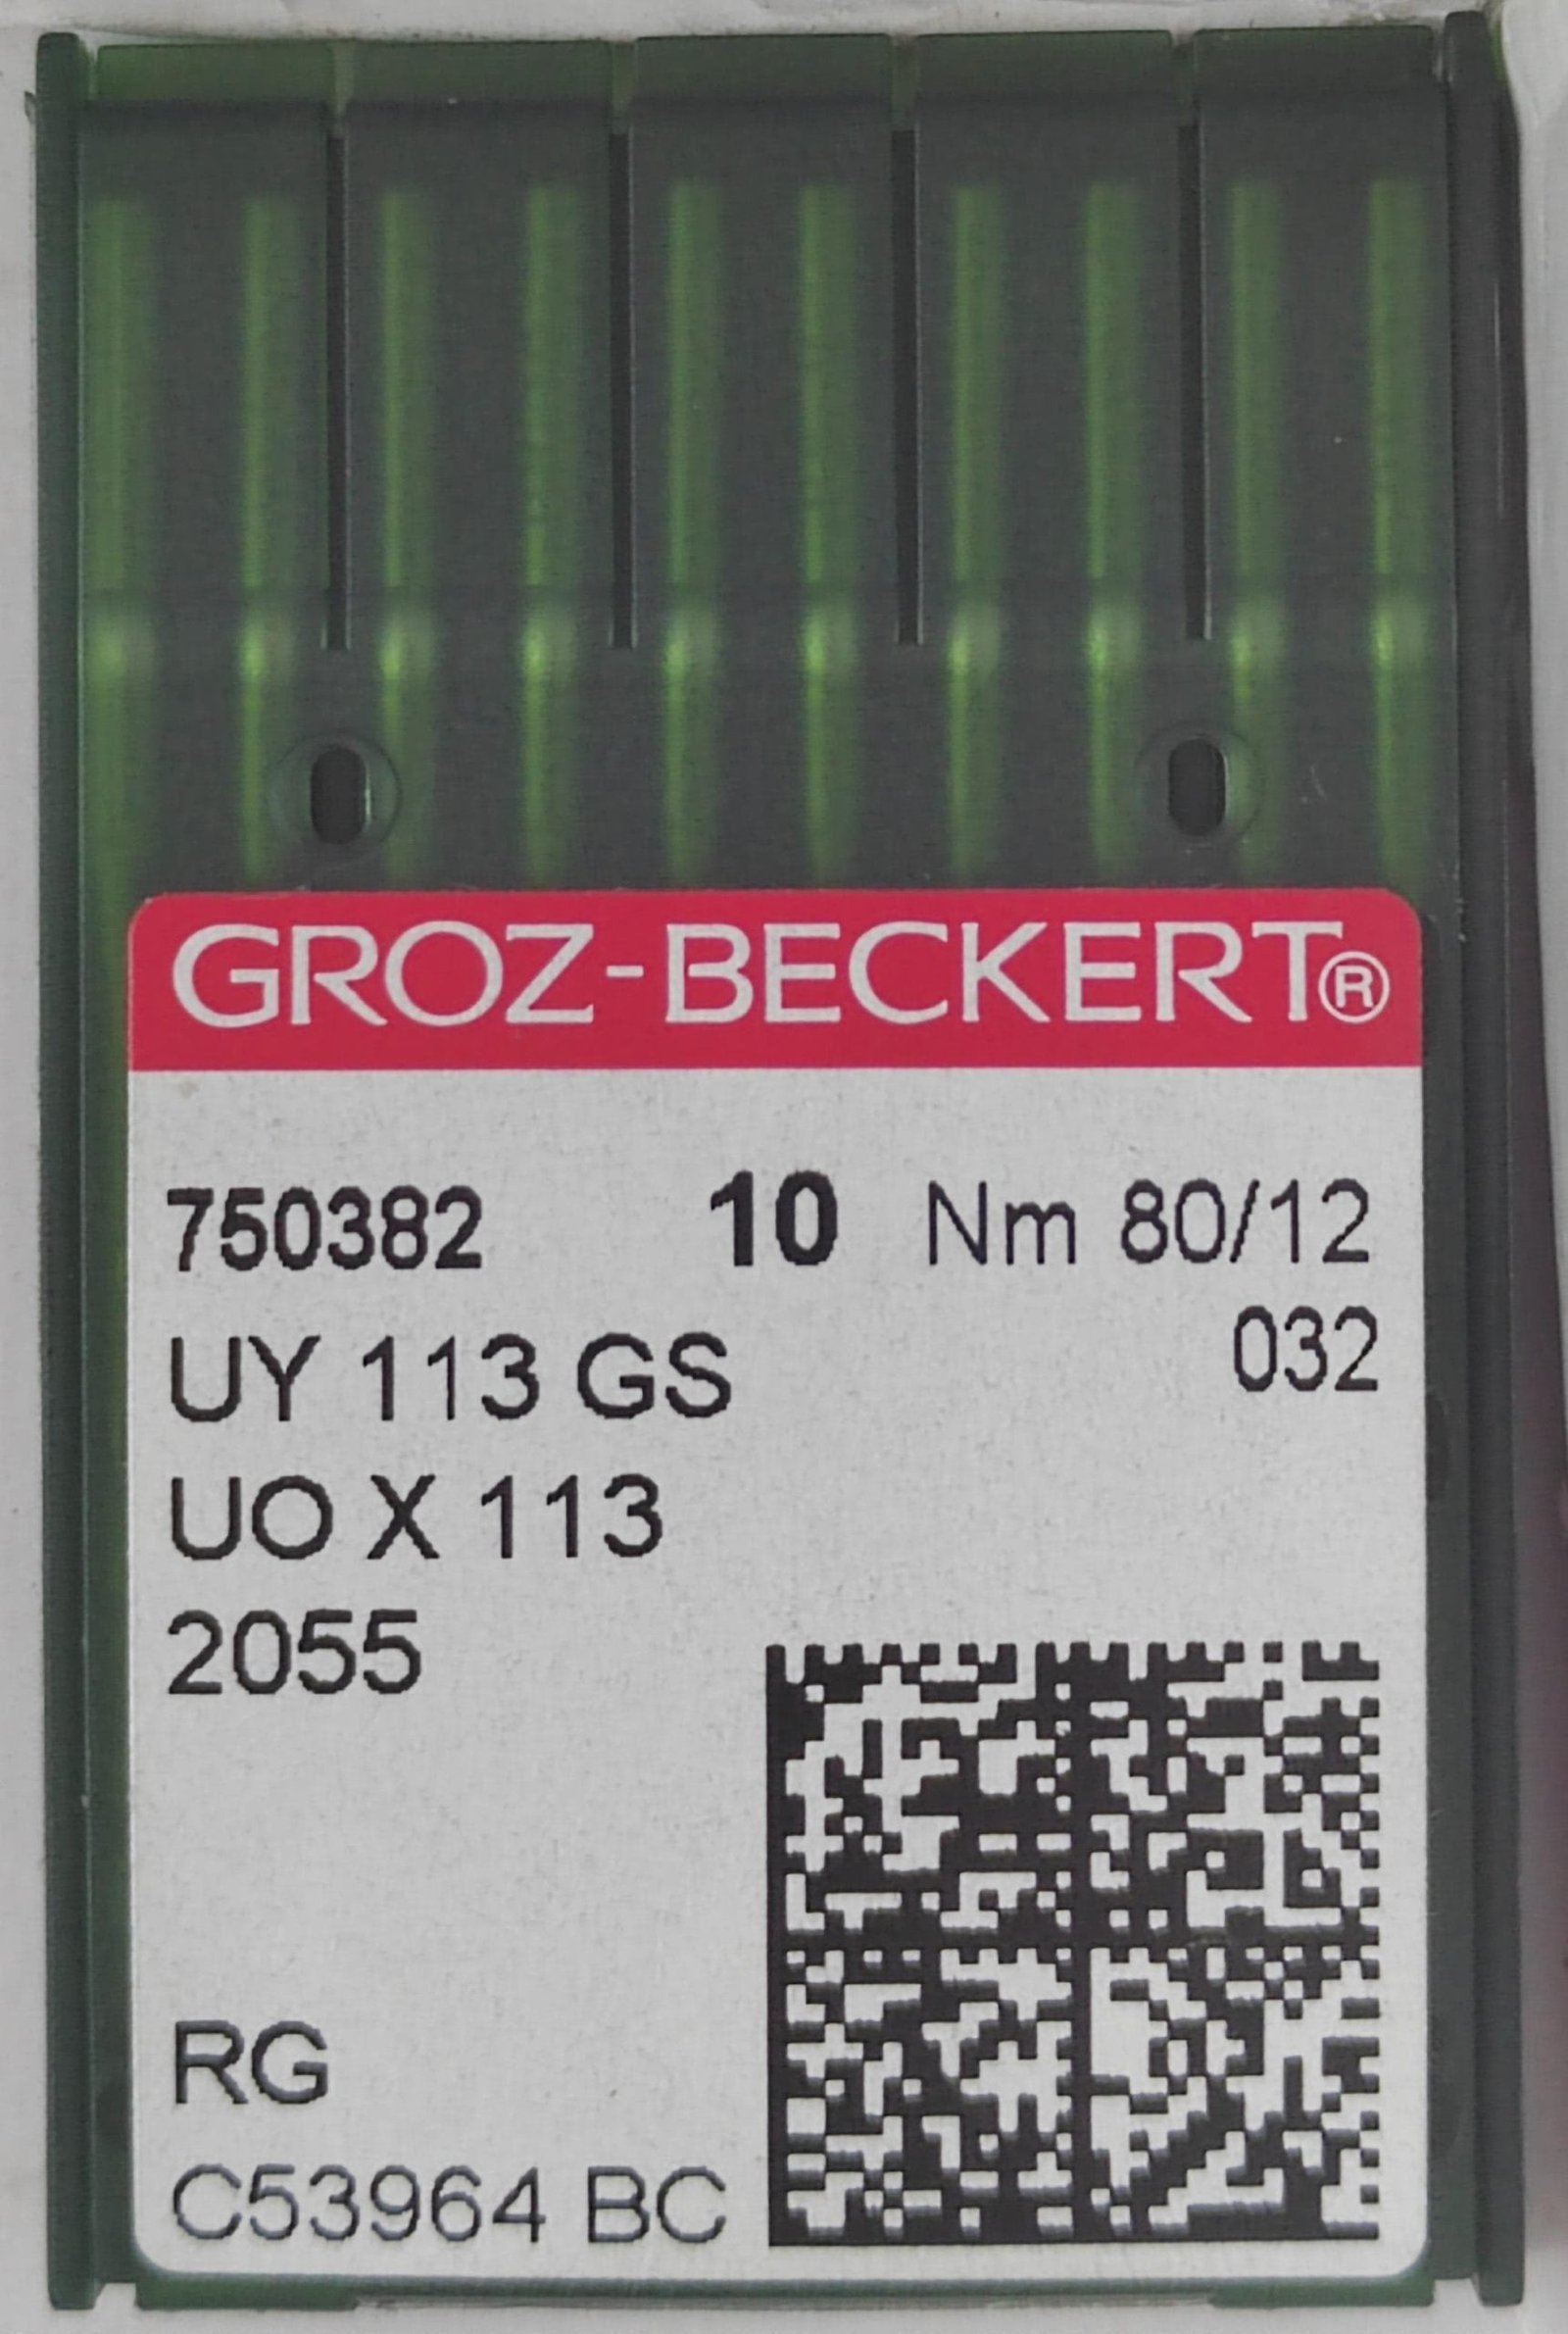 GROZ-BECKERT®
750382 10 Nm 80/12
032
UY 113 GS
UO X 113
2055
RG
C53964 BC